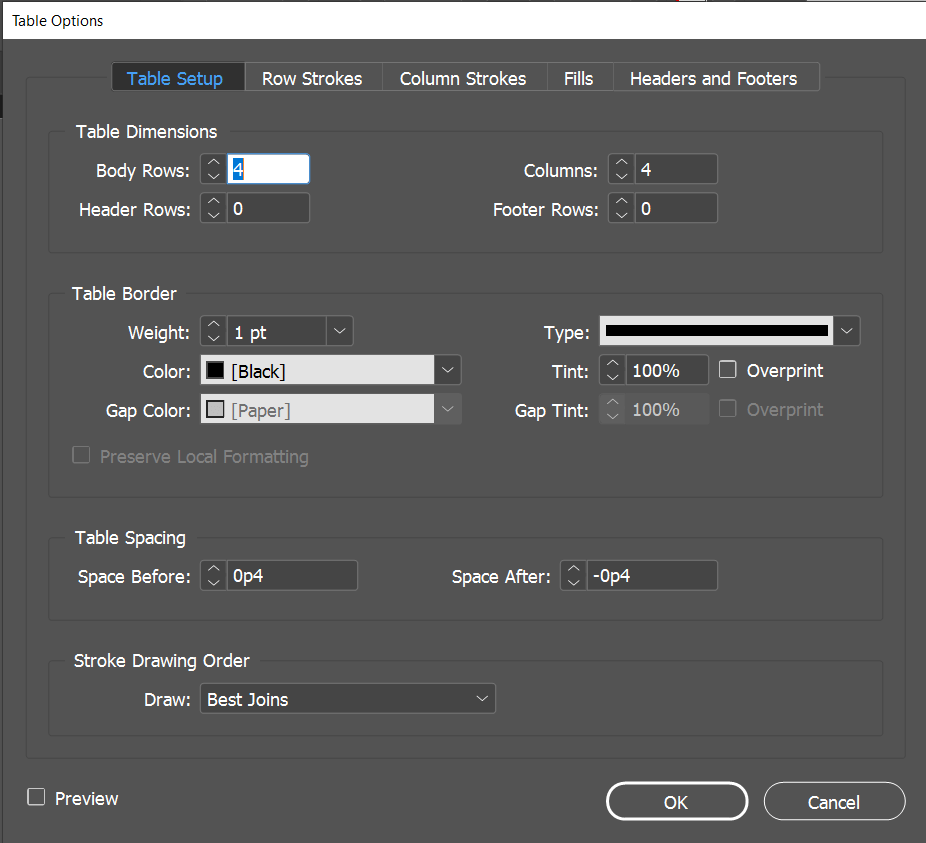 Table Options
Table Setup Row Strokes Column Strokes Fills Headers and Footers
Table Dimensions
Body Rows: 4 Columns: 4
Header Rows: 0 Footer Rows: 0
Table Border
Weight: 1 pt Type:
Color: [Black] Tint: 100% Overprint
Gap Color: [Paper] Gap Tint: 100% Overprint
Preserve Local Formatting
Table Spacing
Space Before: 0p4 Space After: -0p4
Stroke Drawing Order
Draw: Best Joins
Preview OK Cancel